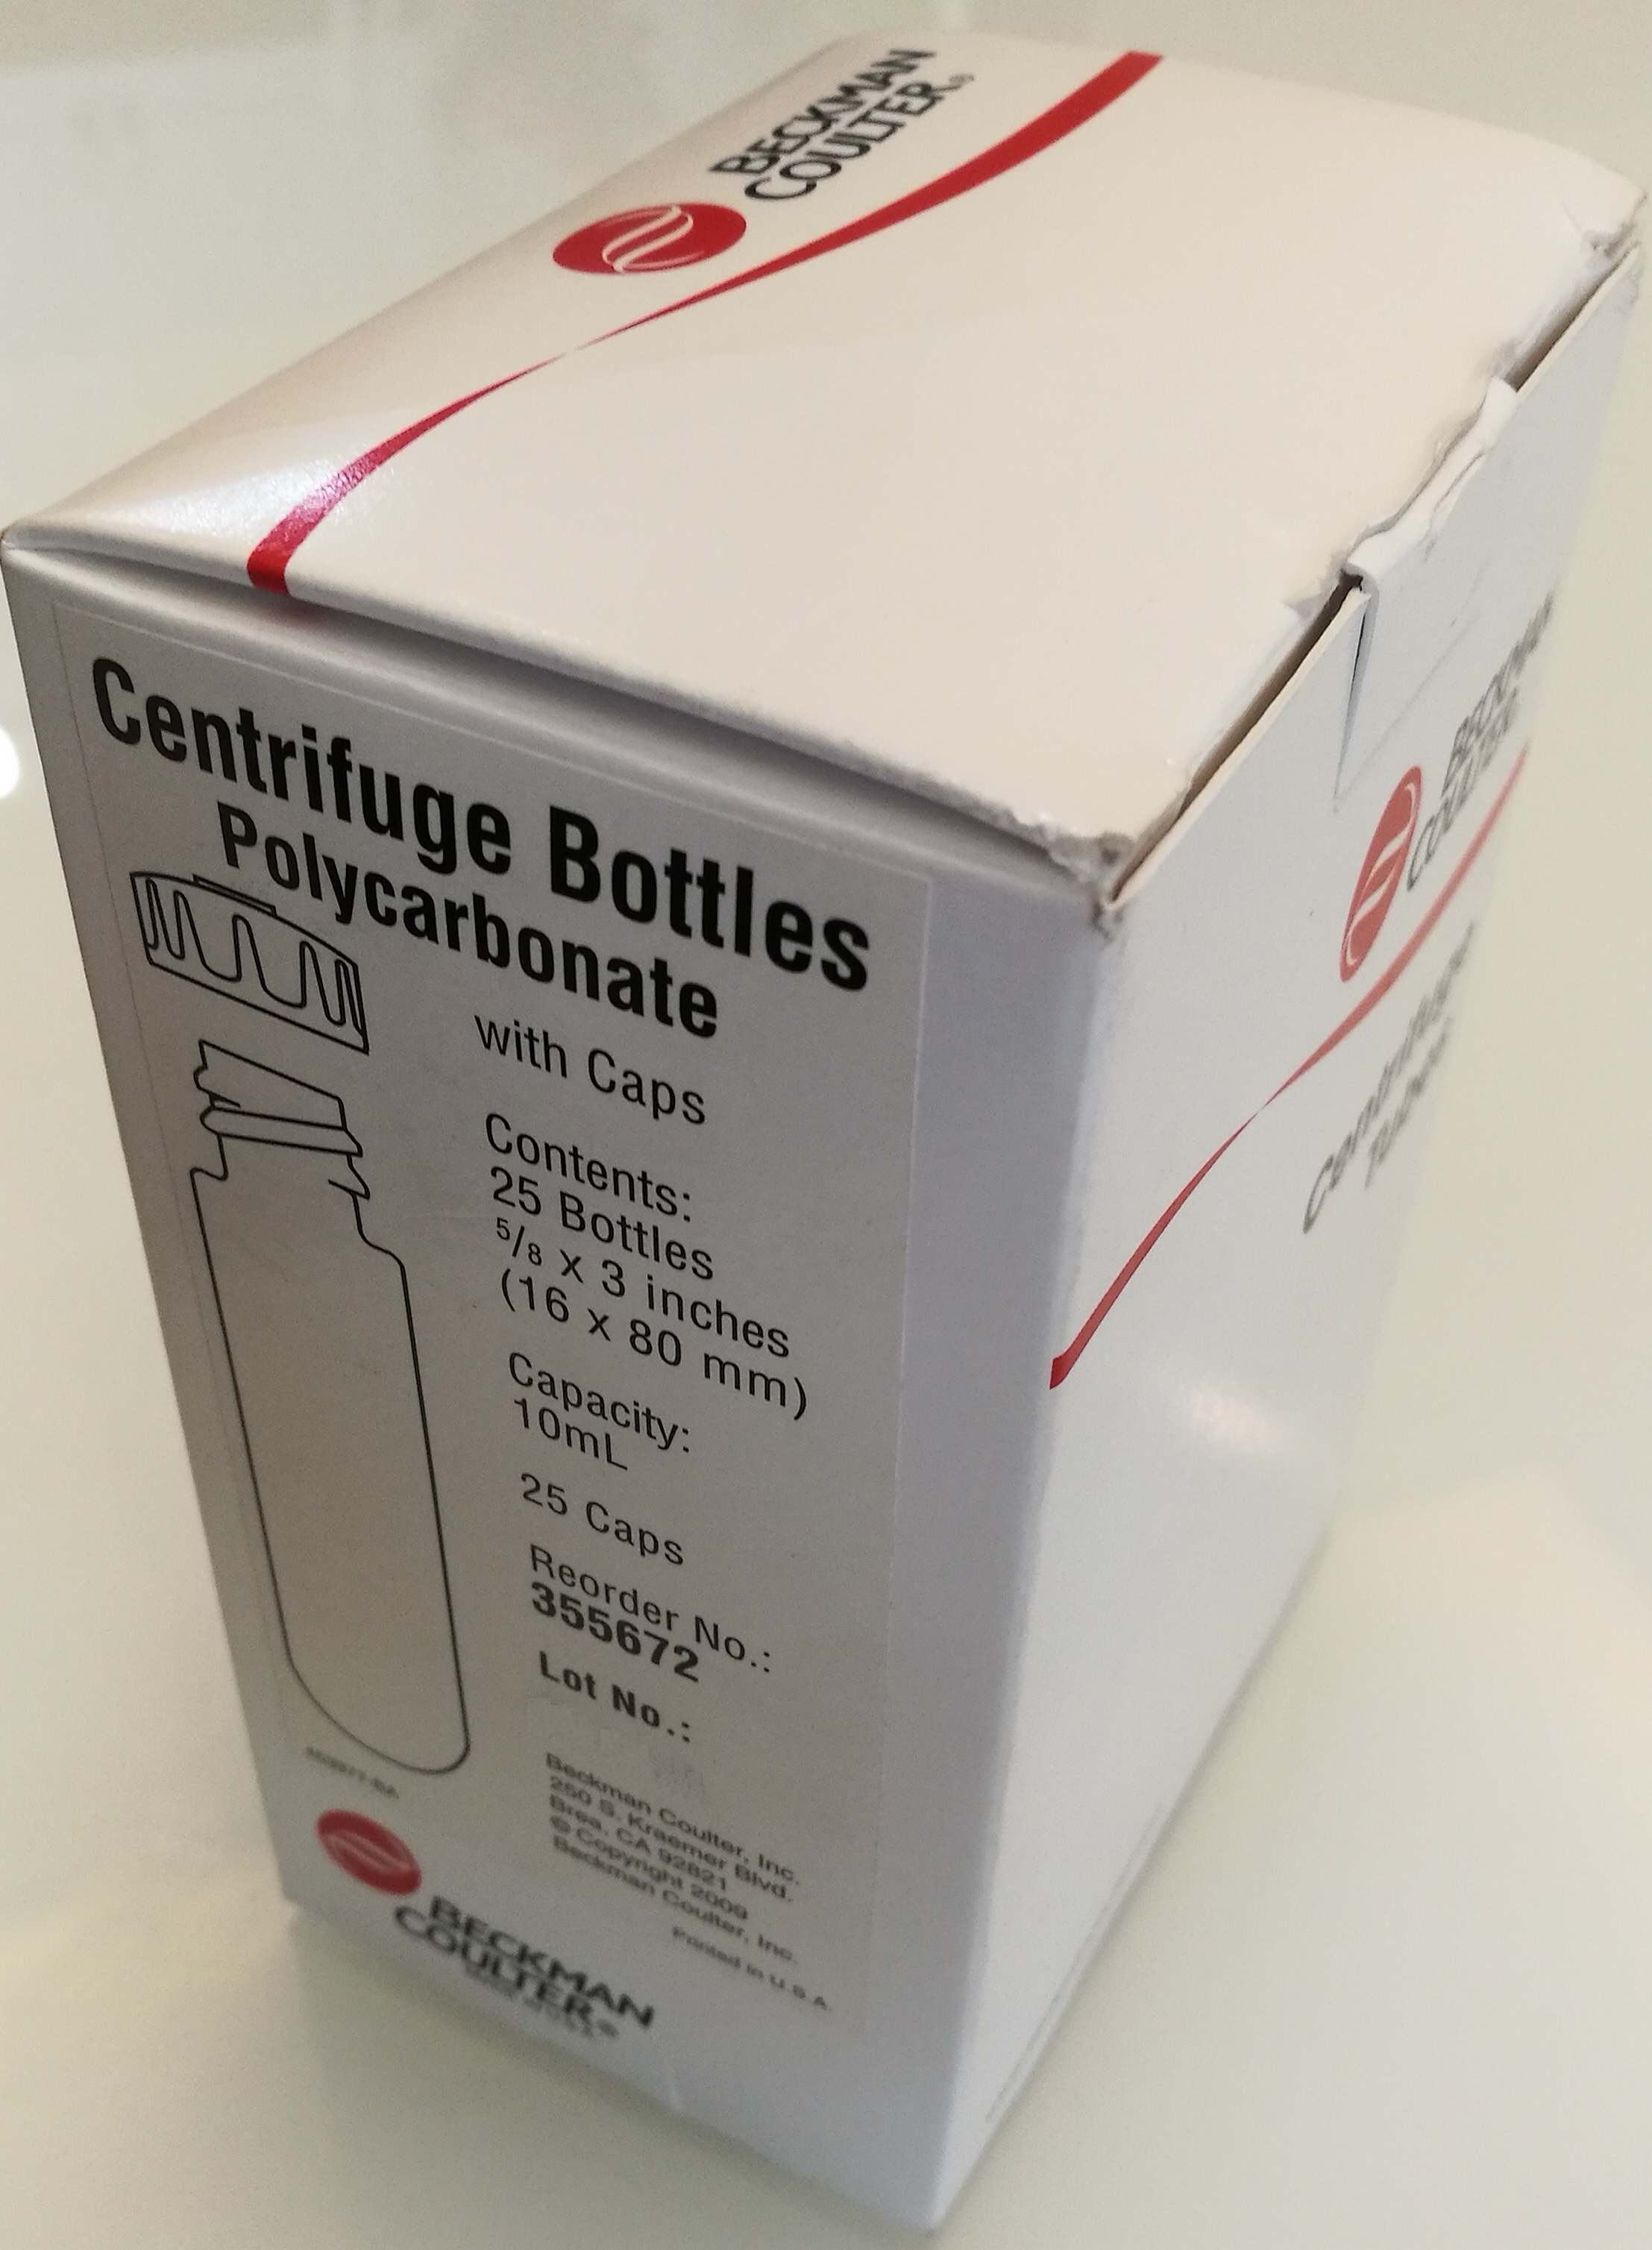 BECKMAN
COULTER®
Centrifuge Bottles
Polycarbonate
with Caps
Contents:
25 Bottles
5/8 x 3 inches
(16 x 80 mm)
Capacity:
10mL
25 Caps
Reorder No.:
355672
Lot No.:
Beckman Coulter, Inc.
250 S. Kraemer Blvd.
Brea, CA 92821
© Copyright 2009
Beckman Coulter, Inc.
Printed in U.S.A.
BECKMAN
COULTER®
BECKMAN
COULTER
Centrifuge
Tubes